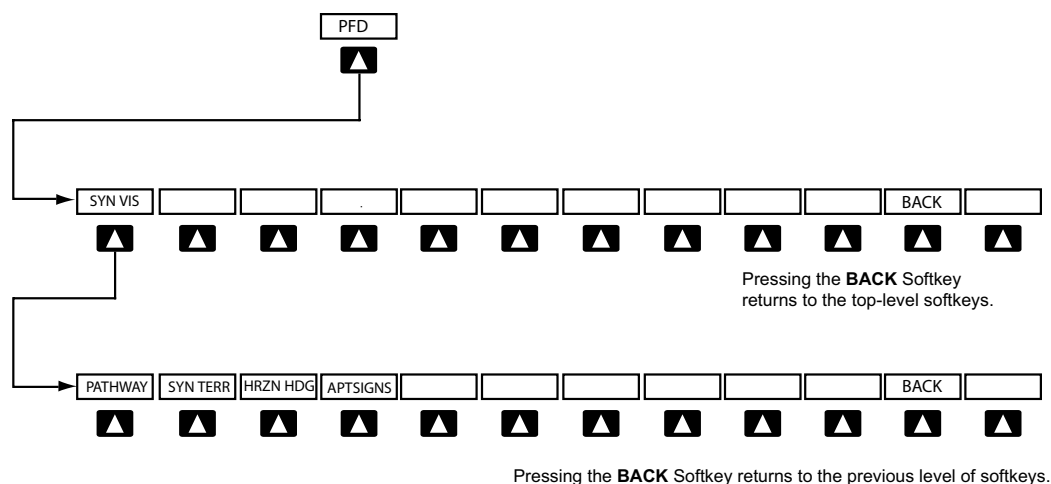 PFD
SYN VIS . BACK
Pressing the BACK Softkey
returns to the top-level softkeys.
PATHWAY SYN TERR HRZN HDG APTSIGNS BACK
Pressing the BACK Softkey returns to the previous level of softkeys.